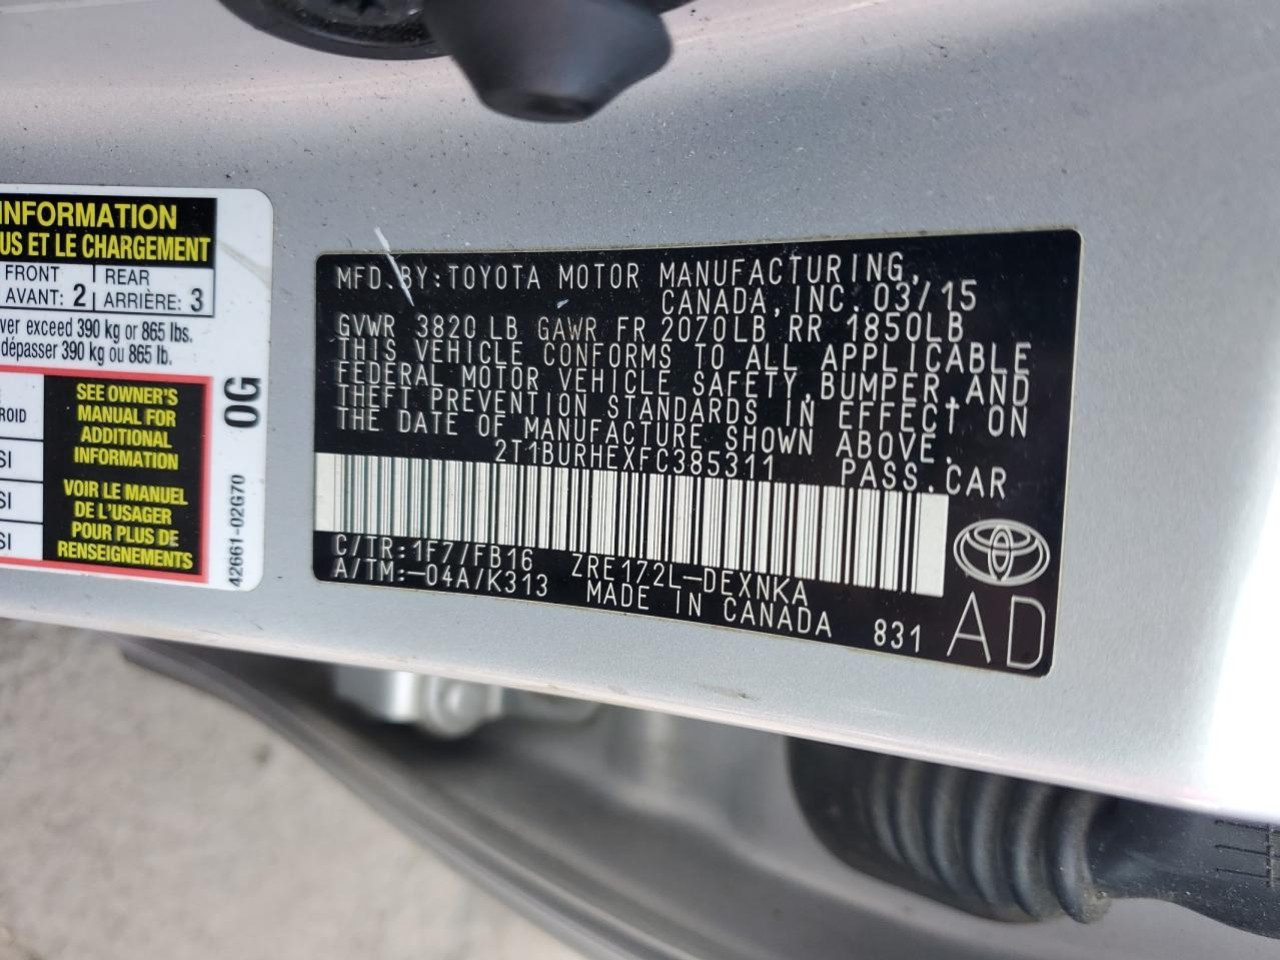 INFORMATION
US ET LE CHARGEMENT
FRONT REAR
AVANT: 2 ARRIÈRE: 3
ver exceed 390 kg or 865 lbs.
dépasser 390 kg ou 865 lb.
SEE OWNER'S
MANUAL FOR
ADDITIONAL
INFORMATION
VOIR LE MANUEL
DE L'USAGER
POUR PLUS DE
RENSEIGNEMENTS
ROID
SI
SI
SI
0G
42661-02G70
MFD. BY: TOYOTA MOTOR MANUFACTURING,
CANADA, INC. 03/15
GVWR 3820 LB GAWR FR 2070LB RR 1850LB
THIS VEHICLE CONFORMS TO ALL APPLICABLE
FEDERAL MOTOR VEHICLE SAFETY, BUMPER, AND
THEFT PREVENTION STANDARDS IN EFFECT ON
THE DATE OF MANUFACTURE SHOWN ABOVE.
2T1BURHEXFC385311 PASS. CAR
C/TR: 1F7/FB16 ZRE172L-DEXNKA
A/TM: -04A/K313 MADE IN CANADA 831
AD